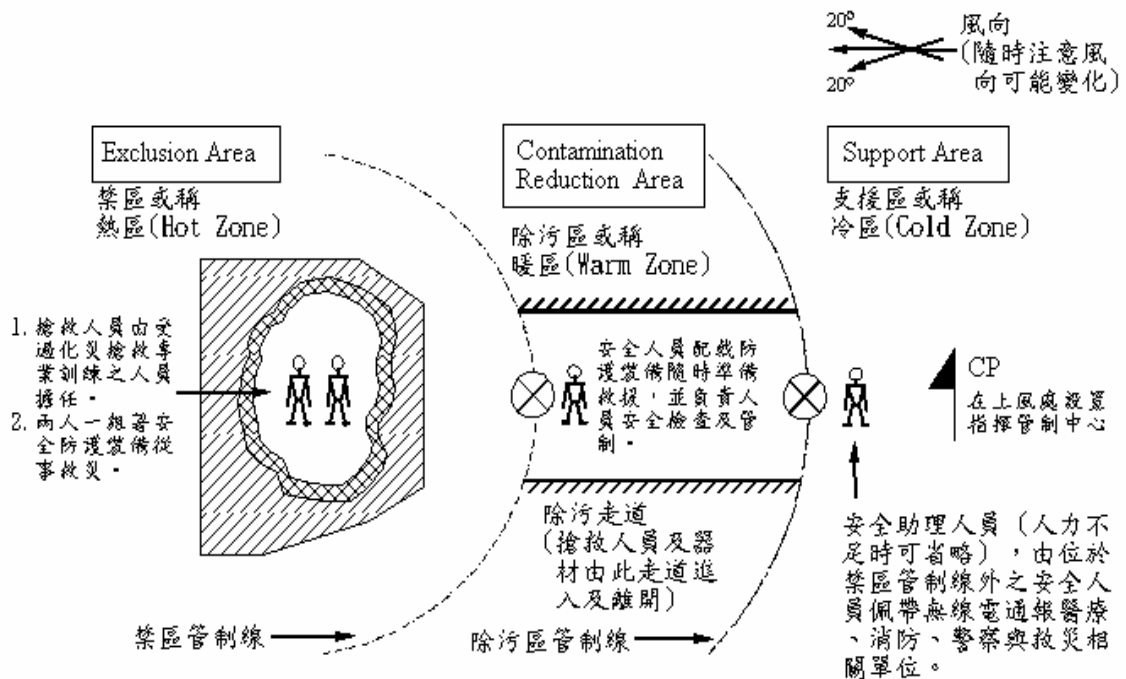 20°
風向
(隨時注意風
向可能變化)
20°
Exclusion Area
禁區或稱
熱區(Hot Zone)
Contamination
Reduction Area
除污區或稱
暖區(Warm Zone)
Support Area
支援區或稱
冷區(Cold Zone)
1. 搶救人員由受
過化災搶救專
業訓練之人員
擔任。
2. 兩人一組著安
全防護裝備從
事救災。
安全人員配戴防
護裝備隨時準備
救援，並負責人
員安全檢查及管
制。
CP
在上風處設置
指揮管制中心
除污走道
(搶救人員及器
材由此走道進
入及離開)
安全助理人員（人力不
足時可省略），由位於
禁區管制線外之安全人
員佩帶無線電通報醫療
、消防、警察與救災相
關單位。
禁區管制線
除污區管制線